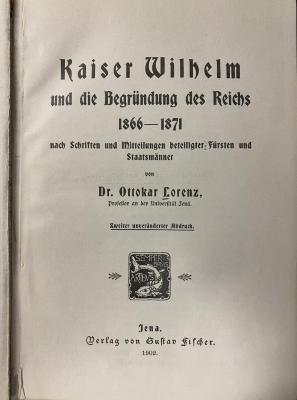 Kaiser Wilhelm
und die Begründung des Reichs
1866—1871
nach Schriften und Mitteilungen beteiligter Fürsten und
Staatsmänner
von
Dr. Ottokar Lorenz,
Professor an der Universität Jena.
Zweiter unveränderter Abdruck.
SEMPER
Jena.
Verlag von Gustav Fischer.
1902.